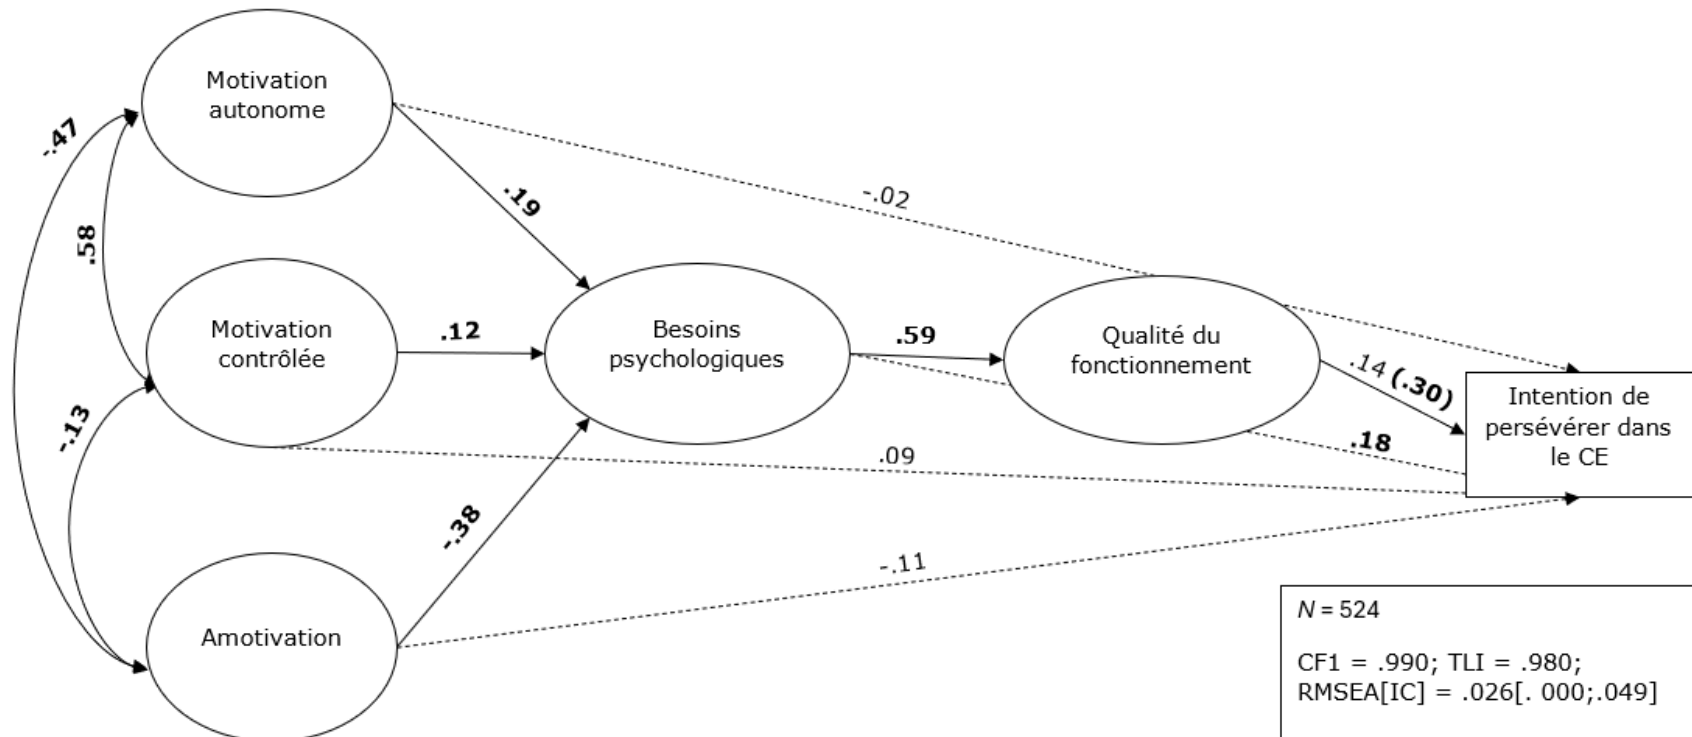 Motivation
autonome
-.47
.58
.19
-.02
Motivation
contrôlée
.12
Besoins
psychologiques
.59
Qualité du
fonctionnement
.14 (.30)
Intention de
persévérer dans
le CE
.18
-.13
.09
-.38
-.11
Amotivation
N = 524
CF1 = .990; TLI = .980;
RMSEA[IC] = .026[. 000;.049]